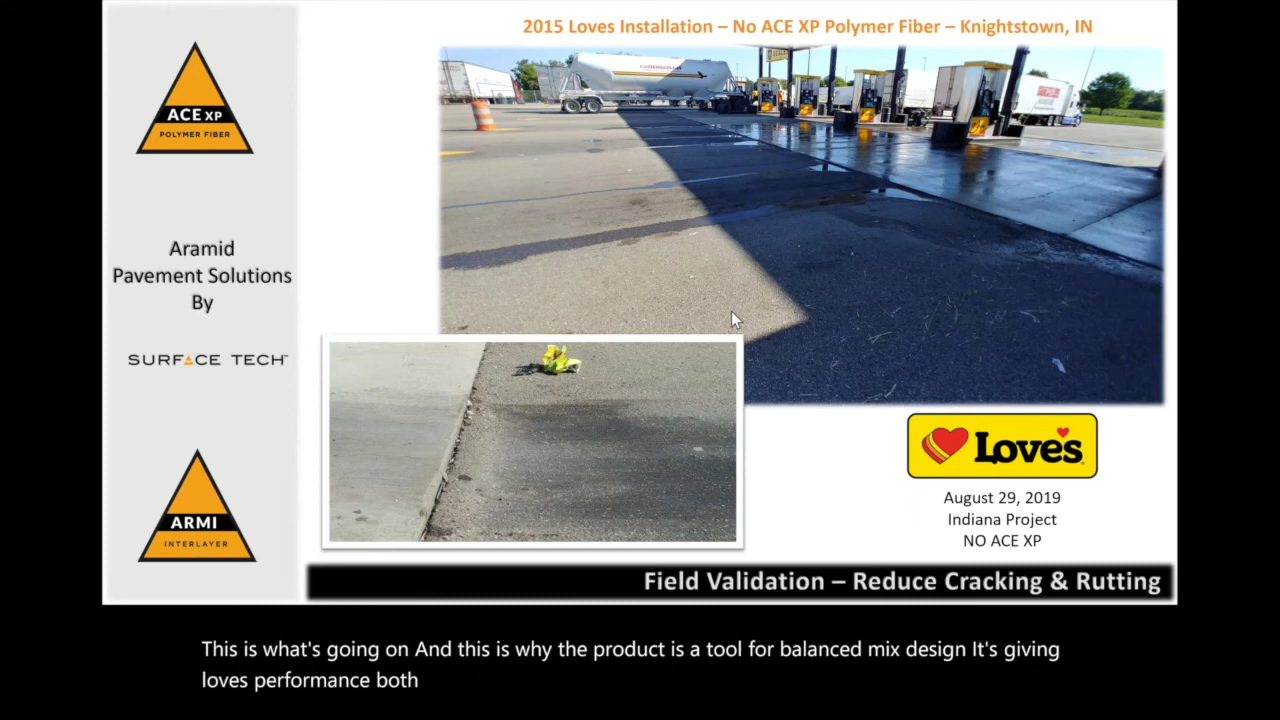 2015 Loves Installation – No ACE XP Polymer Fiber – Knightstown, IN
ACE XP
POLYMER FIBER
Aramid
Pavement Solutions
By
SURFACE TECH
ARMI
INTERLAYER
Love's
August 29, 2019
Indiana Project
NO ACE XP
Field Validation – Reduce Cracking & Rutting
This is what's going on And this is why the product is a tool for balanced mix design It's giving
loves performance both